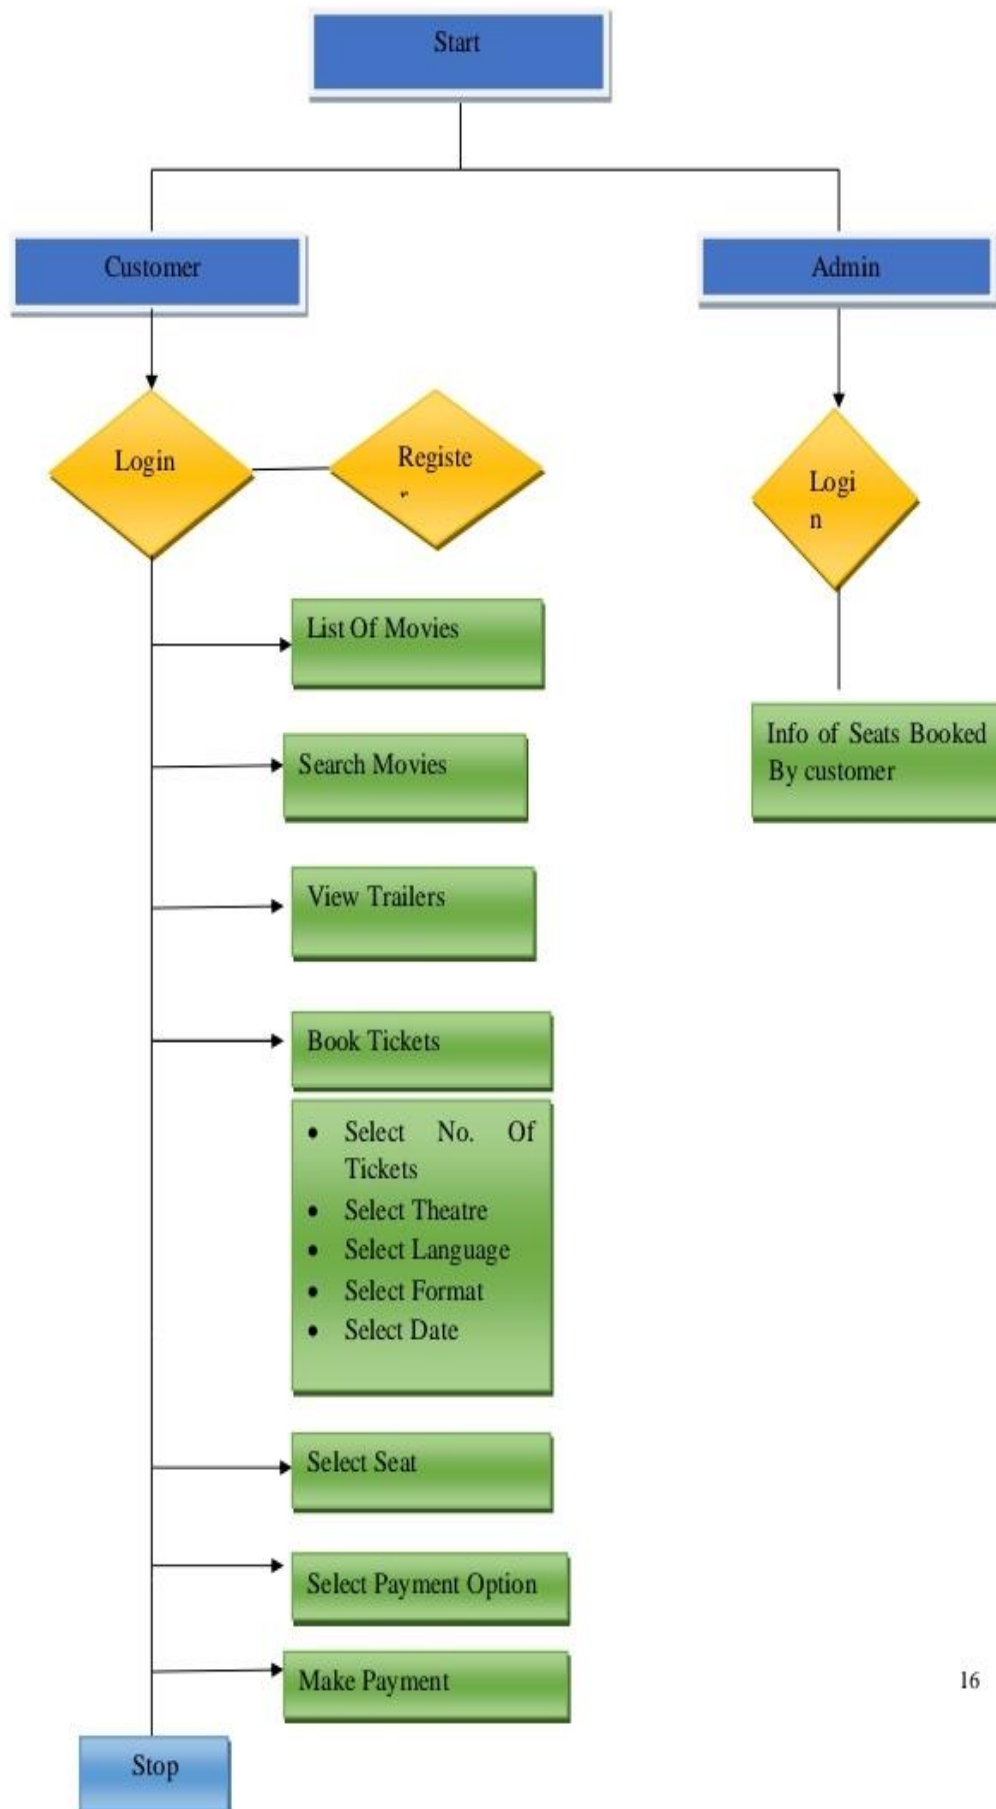 Start
Customer
Admin
Login
Registe
r
Logi
n
List Of Movies
Search Movies
Info of Seats Booked
By customer
View Trailers
Book Tickets
• Select No. Of
Tickets
• Select Theatre
• Select Language
• Select Format
• Select Date
Select Seat
Select Payment Option
Make Payment
16
Stop